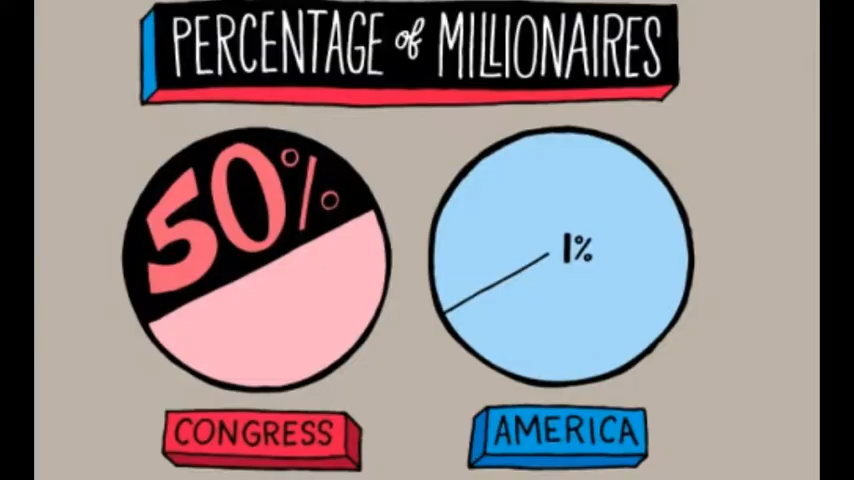 PERCENTAGE of MILLIONAIRES
50%
1%
CONGRESS
AMERICA